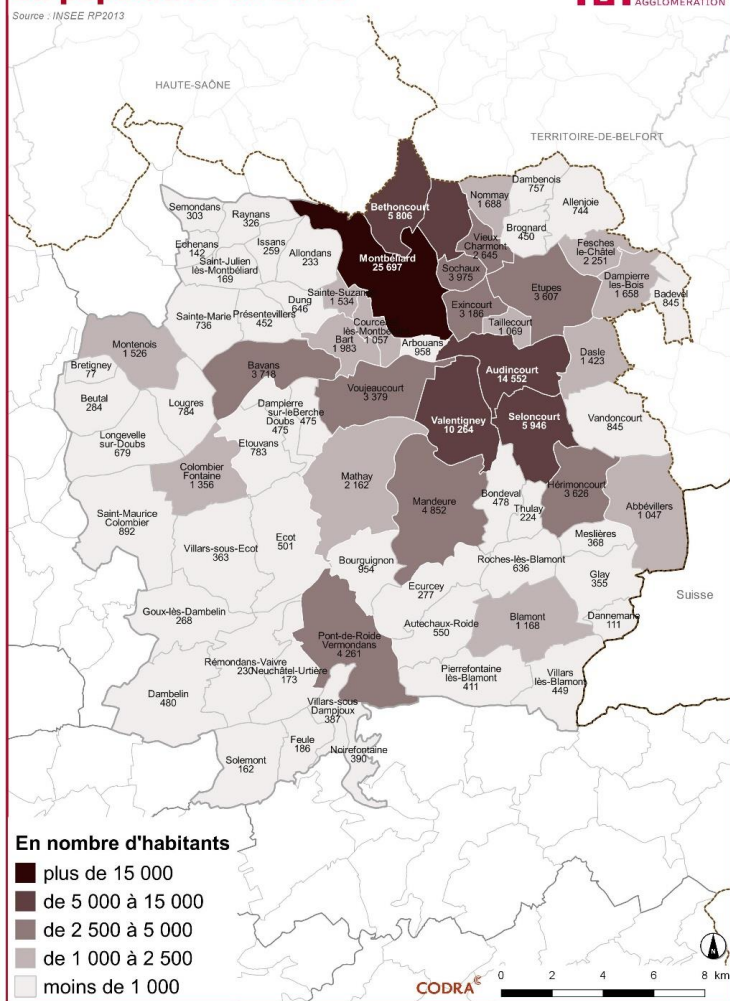 Source : INSEE RP2013
AGGLOMÉRATION
HAUTE-SAÔNE
TERRITOIRE-DE-BELFORT
Dambenois
757
Nommay
1 688
Allenjoie
744
Semondans
303
Raynans
326
Bethoncourt
5 806
Brognard
450
Echenans
142
Issans
259
Allondans
233
Vieux
Charmont
2 645
Fesches
le-Châtel
2 251
Saint-Julien
lès-Montbéliard
169
Montbéliard
25 697
Sochaux
3 975
Dampierre
les-Bois
1 658
Sainte-Suzan
1 534
Exincourt
3 186
Etupes
3 607
Badevel
845
Dung
646
Sainte-Marie
736
Présentevillers
452
Courcel
lès-Montbé
1 057
Taillecourt
1 069
Montenois
1 526
Bart
1 983
Arbouans
958
Dasle
1 423
Bretigney
77
Bavans
3 718
Audincourt
14 552
Beutal
284
Lougres
784
Dampierre
sur-le
Doubs
475
Berche
475
Voujeaucourt
3 379
Valentigney
10 264
Seloncourt
5 946
Vandoncourt
845
Longevelle
sur-Doubs
679
Etouvans
783
Colombier
Fontaine
1 356
Mathay
2 162
Mandeure
4 852
Bondeval
478
Thulay
224
Hérimoncourt
3 626
Abbévillers
1 047
Saint-Maurice
Colombier
892
Villars-sous-Ecot
363
Ecot
501
Bourguignon
954
Meslières
368
Roches-lès-Blamont
636
Glay
355
Ecurcey
277
Suisse
Goux-lès-Dambelin
268
Autechaux-Roide
550
Blamont
1 168
Dannemarie
111
Pont-de-Roide
Vermondans
4 261
Rémondans-Vaivre
230
Neuchâtel-Urtière
173
Pierrefontaine
lès-Blamont
411
Villars
lès-Blamont
449
Dambelin
480
Villars-sous
Dampjoux
387
Feule
186
Noirefontaine
390
Solemont
162
En nombre d'habitants
plus de 15 000
de 5 000 à 15 000
de 2 500 à 5 000
de 1 000 à 2 500
moins de 1 000
CODRA
N
0 2 4 6 8 km